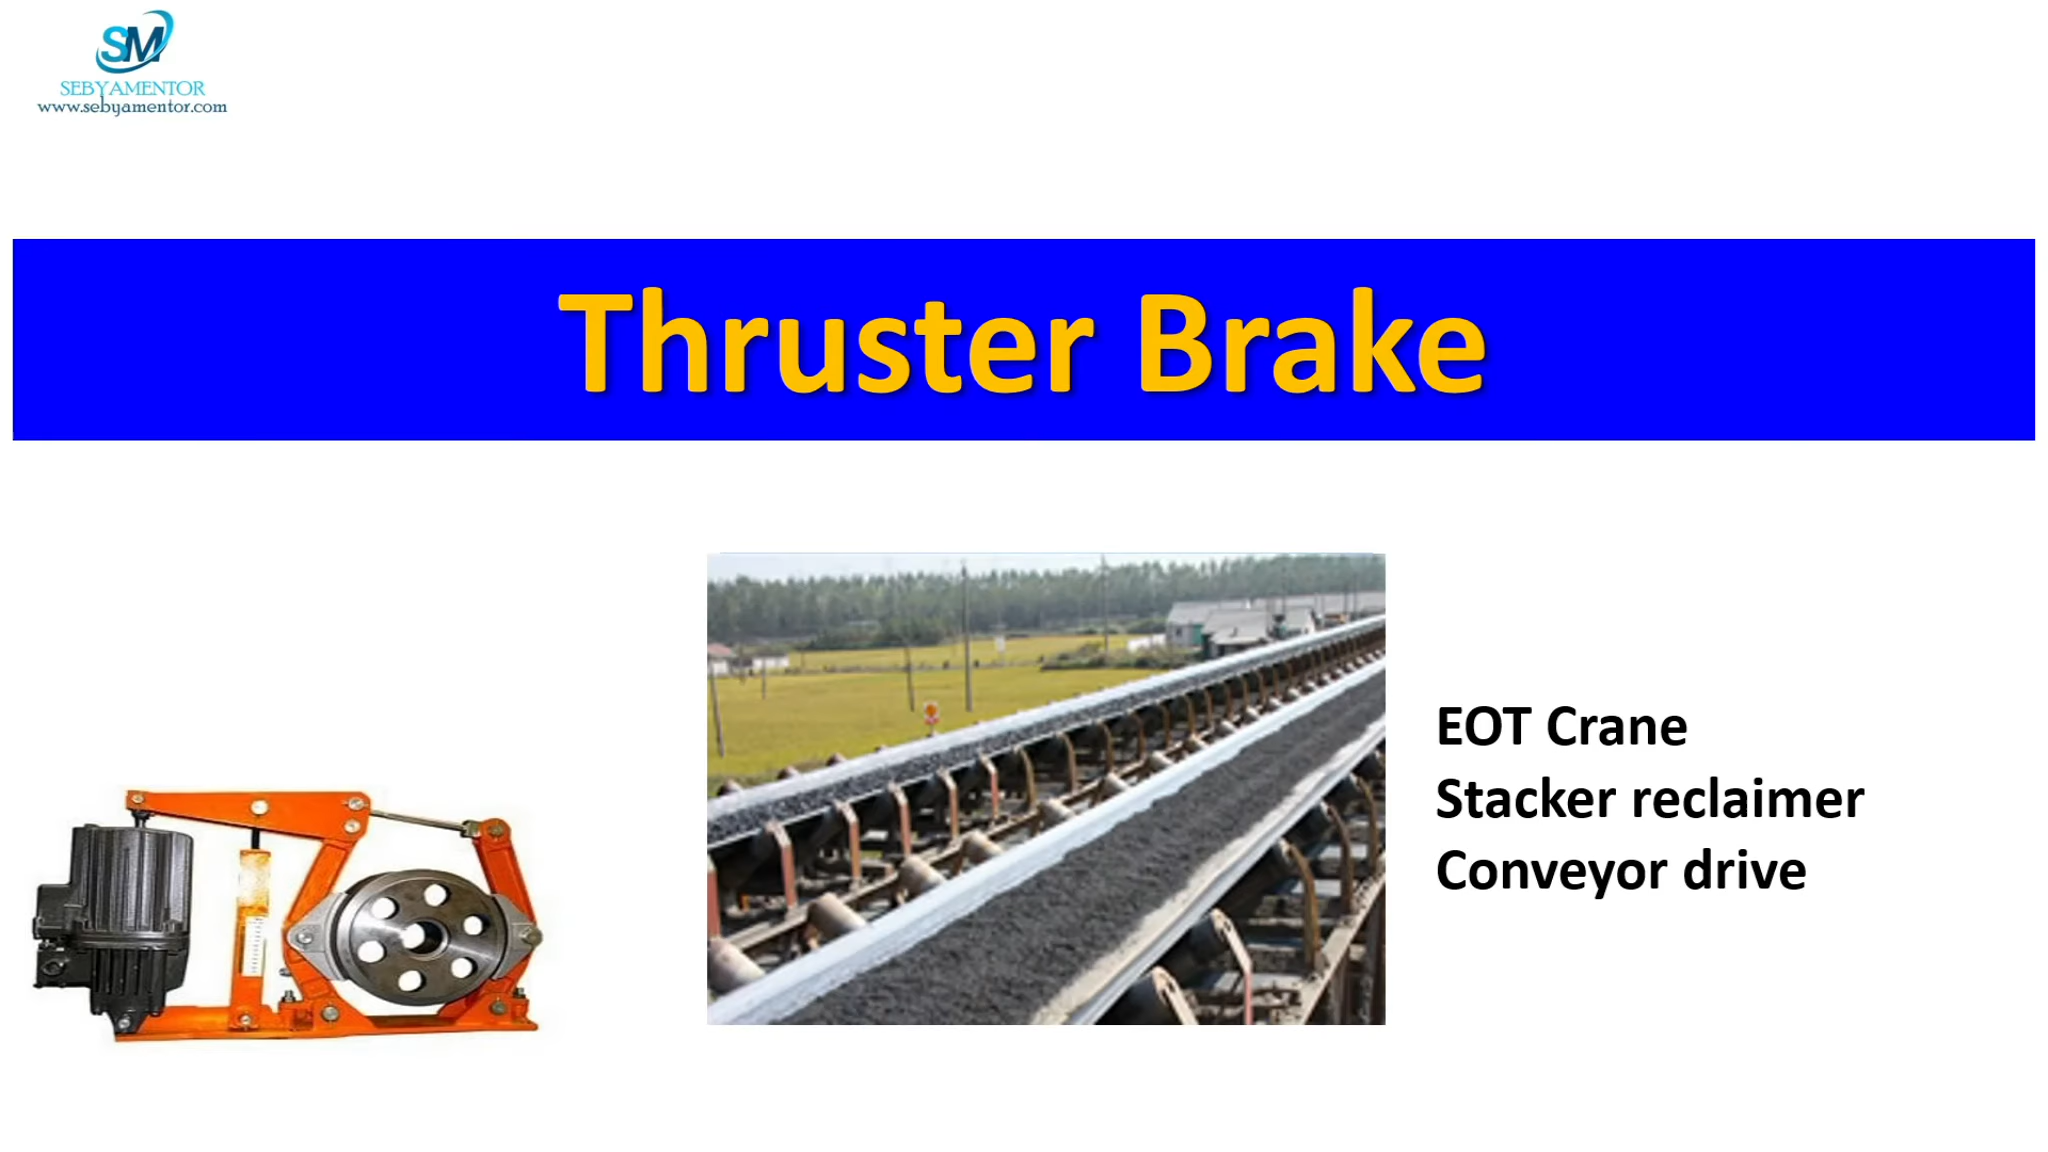 SM
SEBYAMENTOR
www.sebyamentor.com
Thruster Brake
EOT Crane
Stacker reclaimer
Conveyor drive